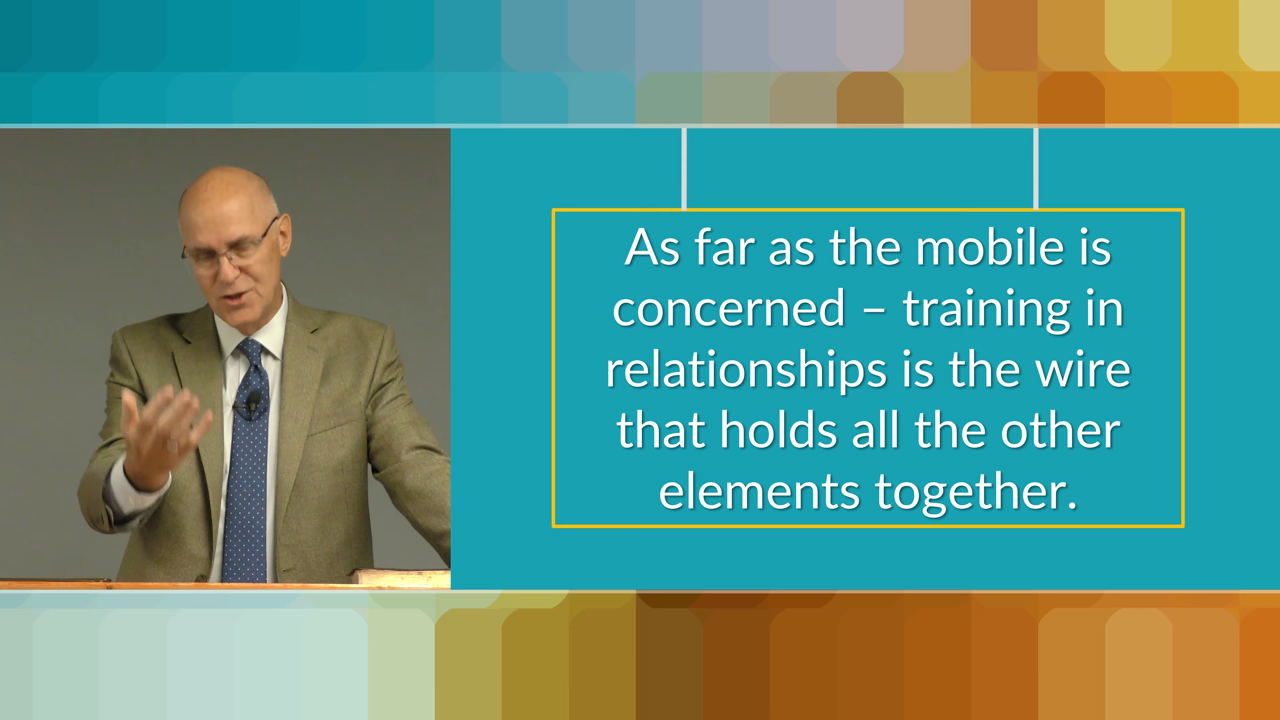 As far as the mobile is
concerned – training in
relationships is the wire
that holds all the other
elements together.